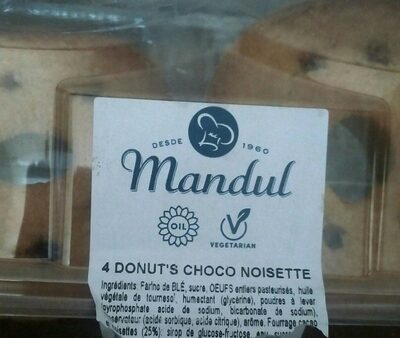 DESDE 1960
Mandul
OIL
VEGETARIAN
4 DONUT'S CHOCO NOISETTE
Ingrédients: Farine de BLÉ, sucre, OEUFS entiers pasteurisés, huile
végétale de tournesol, humectant (glycérine), poudres à lever
(pyrophosphate acide de sodium, bicarbonate de sodium),
conservateur (acide sorbique, acide citrique), arôme. Fourrage cacao
noisettes (25%): sirop de glucose-fructose, eau, sucre